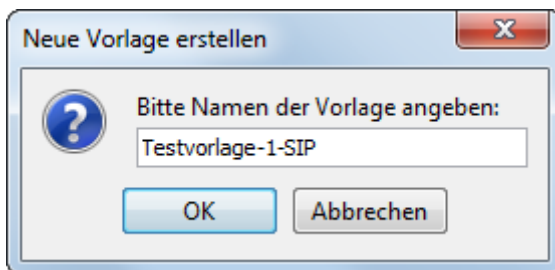 Neue Vorlage erstellen
Bitte Namen der Vorlage angeben:
Testvorlage-1-SIP
OK
Abbrechen